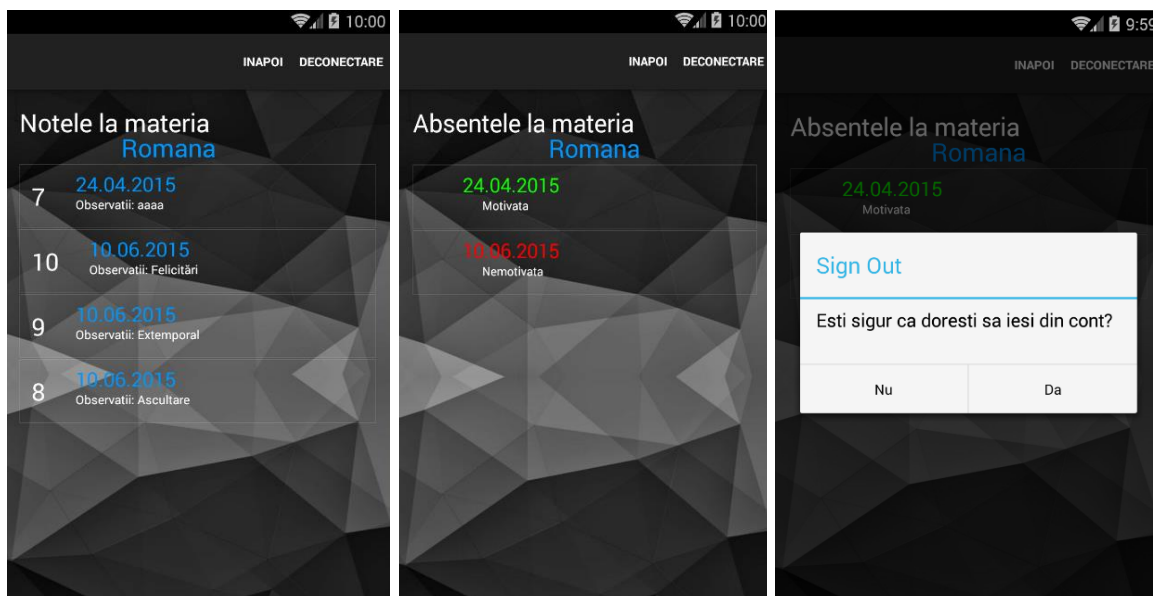 10:00
INAPOI DECONECTARE
Notele la materia
Romana
7
24.04.2015
Observatii: aaaa
10
10.06.2015
Observatii: Felicitări
9
10.06.2015
Observatii: Extemporal
8
10.06.2015
Observatii: Ascultare
10:00
INAPOI DECONECTARE
Absentele la materia
Romana
24.04.2015
Motivata
10.06.2015
Nemotivata
9:59
INAPOI DECONECTARE
Absentele la materia
Romana
24.04.2015
Motivata
Sign Out
Esti sigur ca doresti sa iesi din cont?
Nu Da